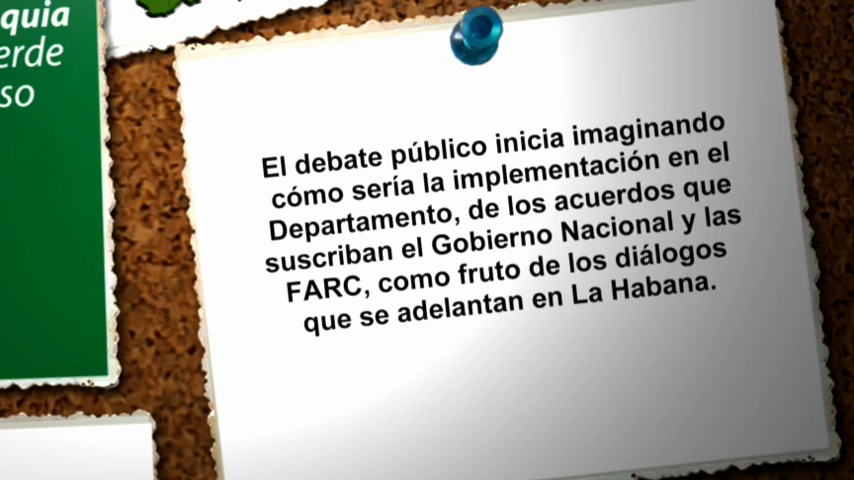 quia
erde
so
El debate público inicia imaginando
cómo sería la implementación en el
Departamento, de los acuerdos que
suscriban el Gobierno Nacional y las
FARC, como fruto de los diálogos
que se adelantan en La Habana.